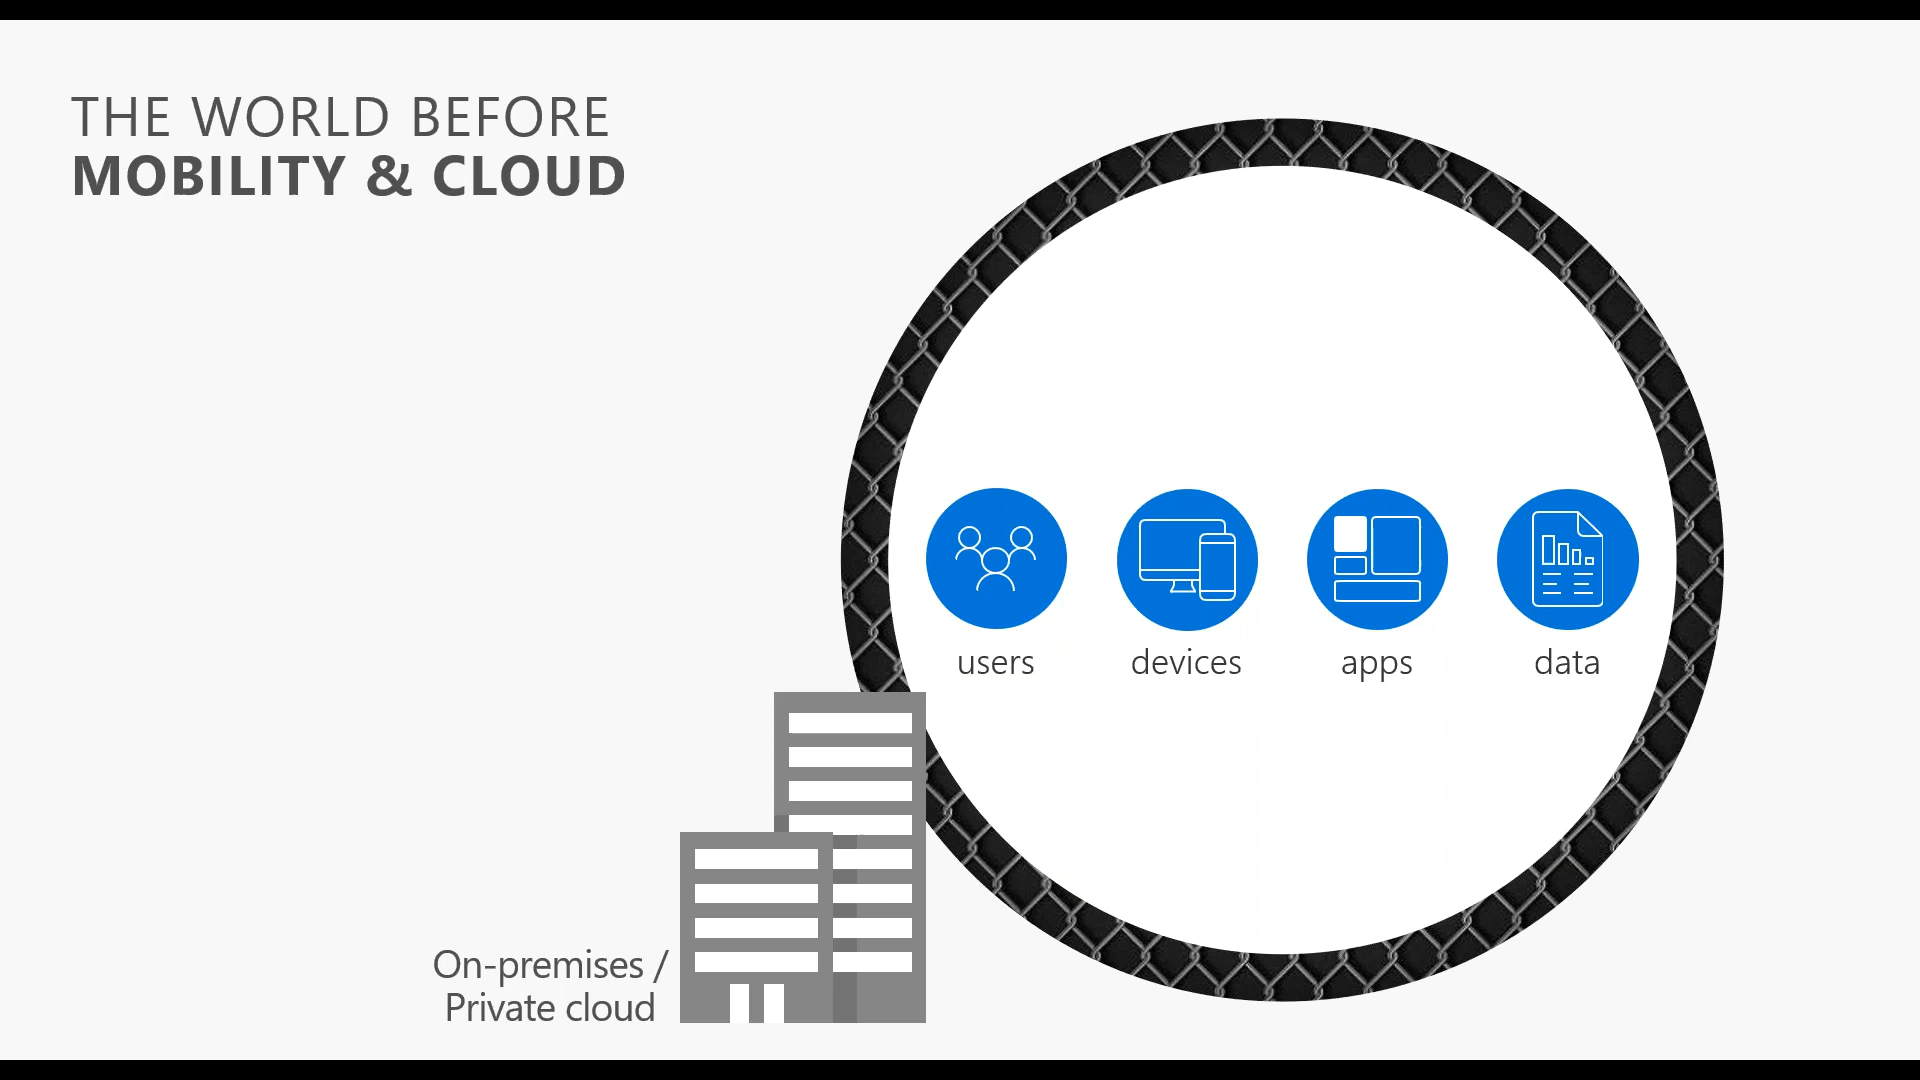 THE WORLD BEFORE
MOBILITY & CLOUD
users
devices
apps
data
On-premises /
Private cloud